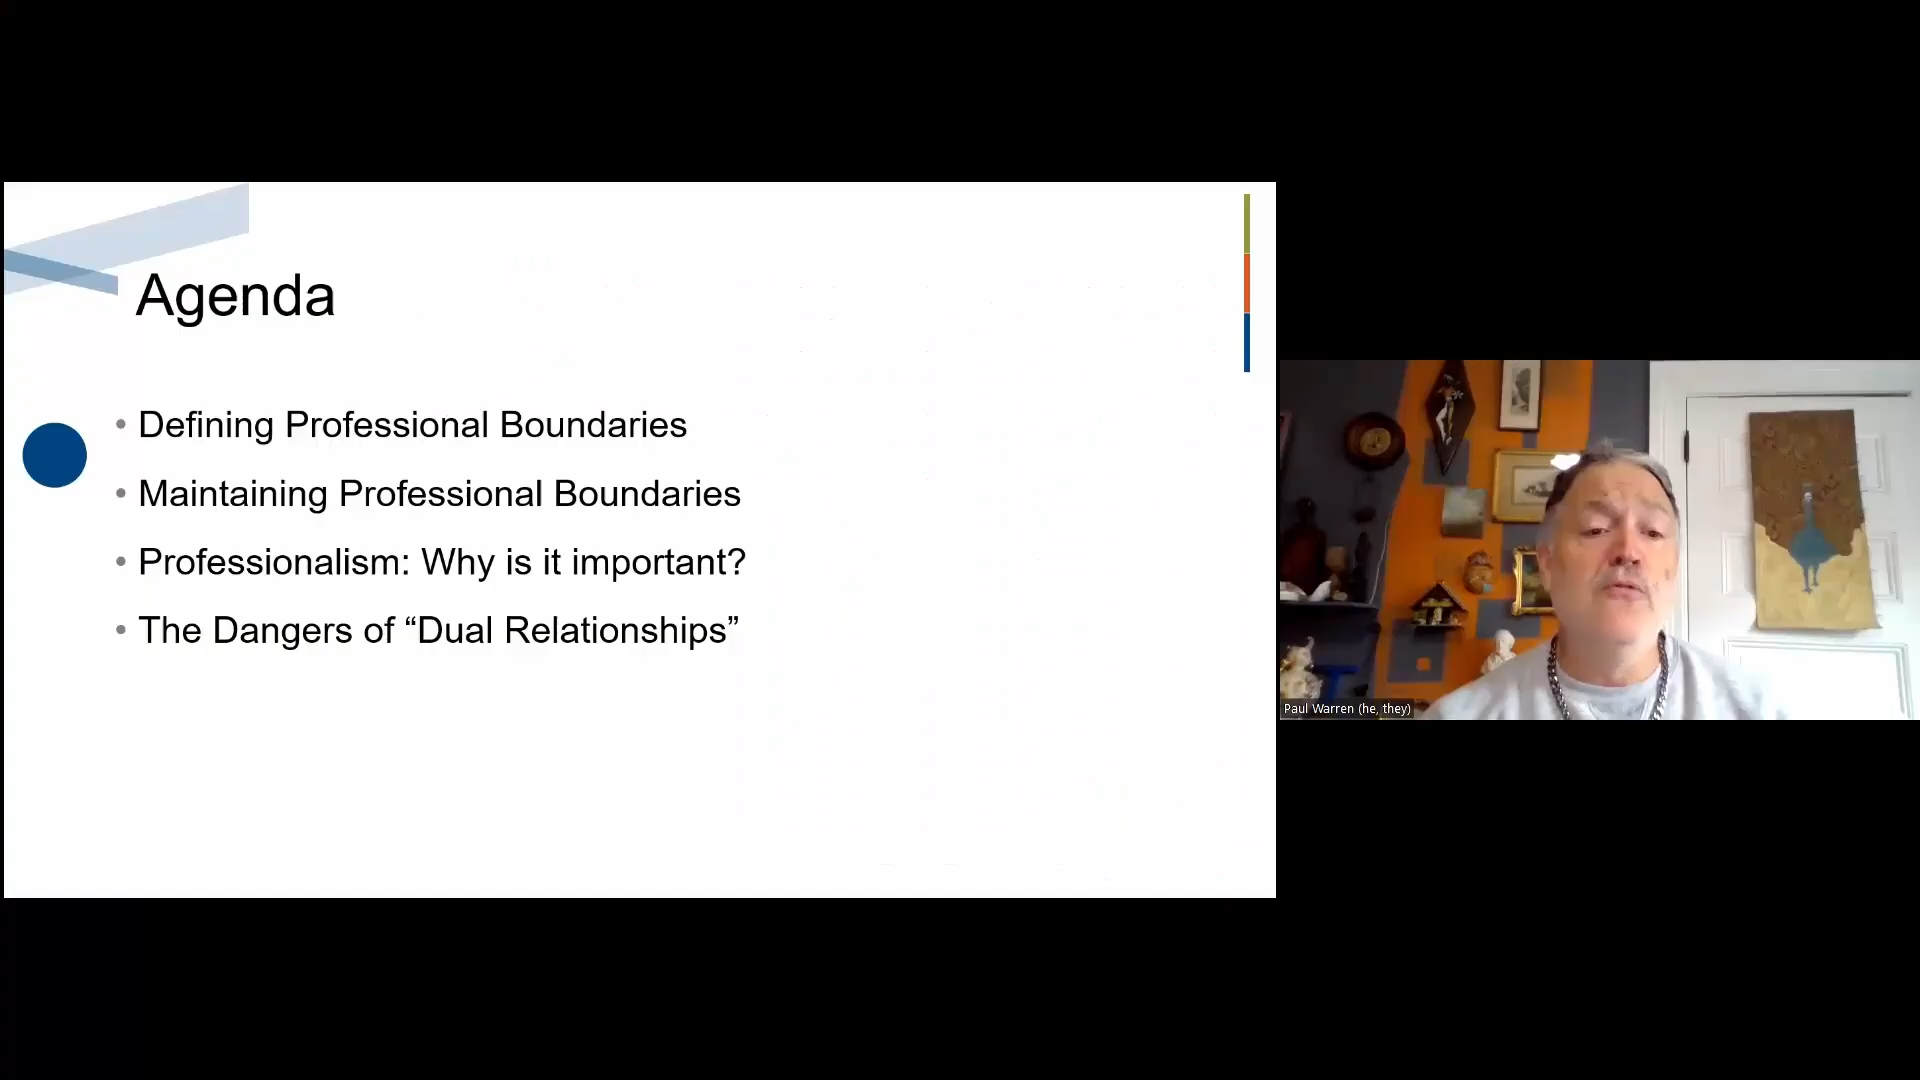 Agenda
• Defining Professional Boundaries
• Maintaining Professional Boundaries
• Professionalism: Why is it important?
• The Dangers of “Dual Relationships”
Paul Warren (he, they)